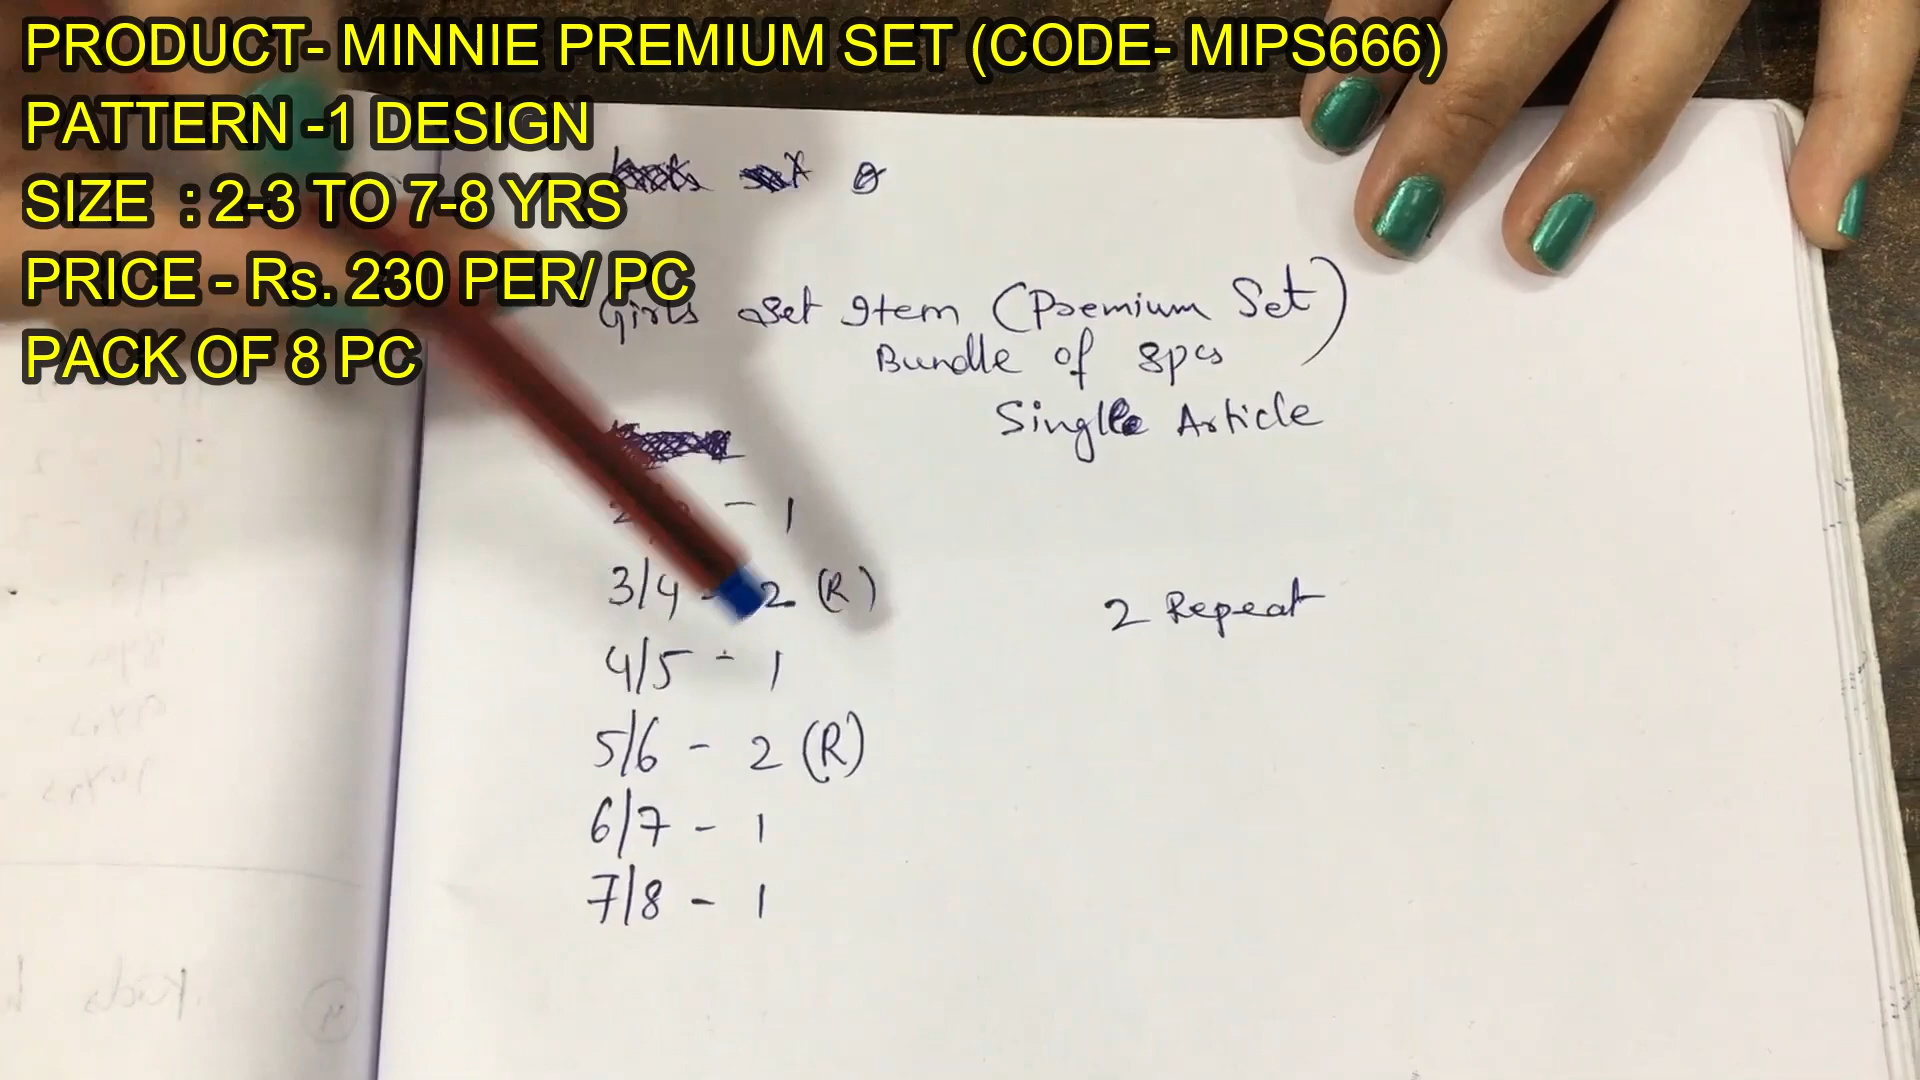 PRODUCT- MINNIE PREMIUM SET (CODE- MIPS666)
PATTERN -1 DESIGN
SIZE : 2-3 TO 7-8 YRS
PRICE - Rs. 230 PER/ PC
PACK OF 8 PC
Girls Set Item (Premium Set)
Bundle of 8pcs
Single Article
- 1
3/4 - 2 (R)
2 Repeat
4/5 - 1
5/6 - 2 (R)
6/7 - 1
7/8 - 1